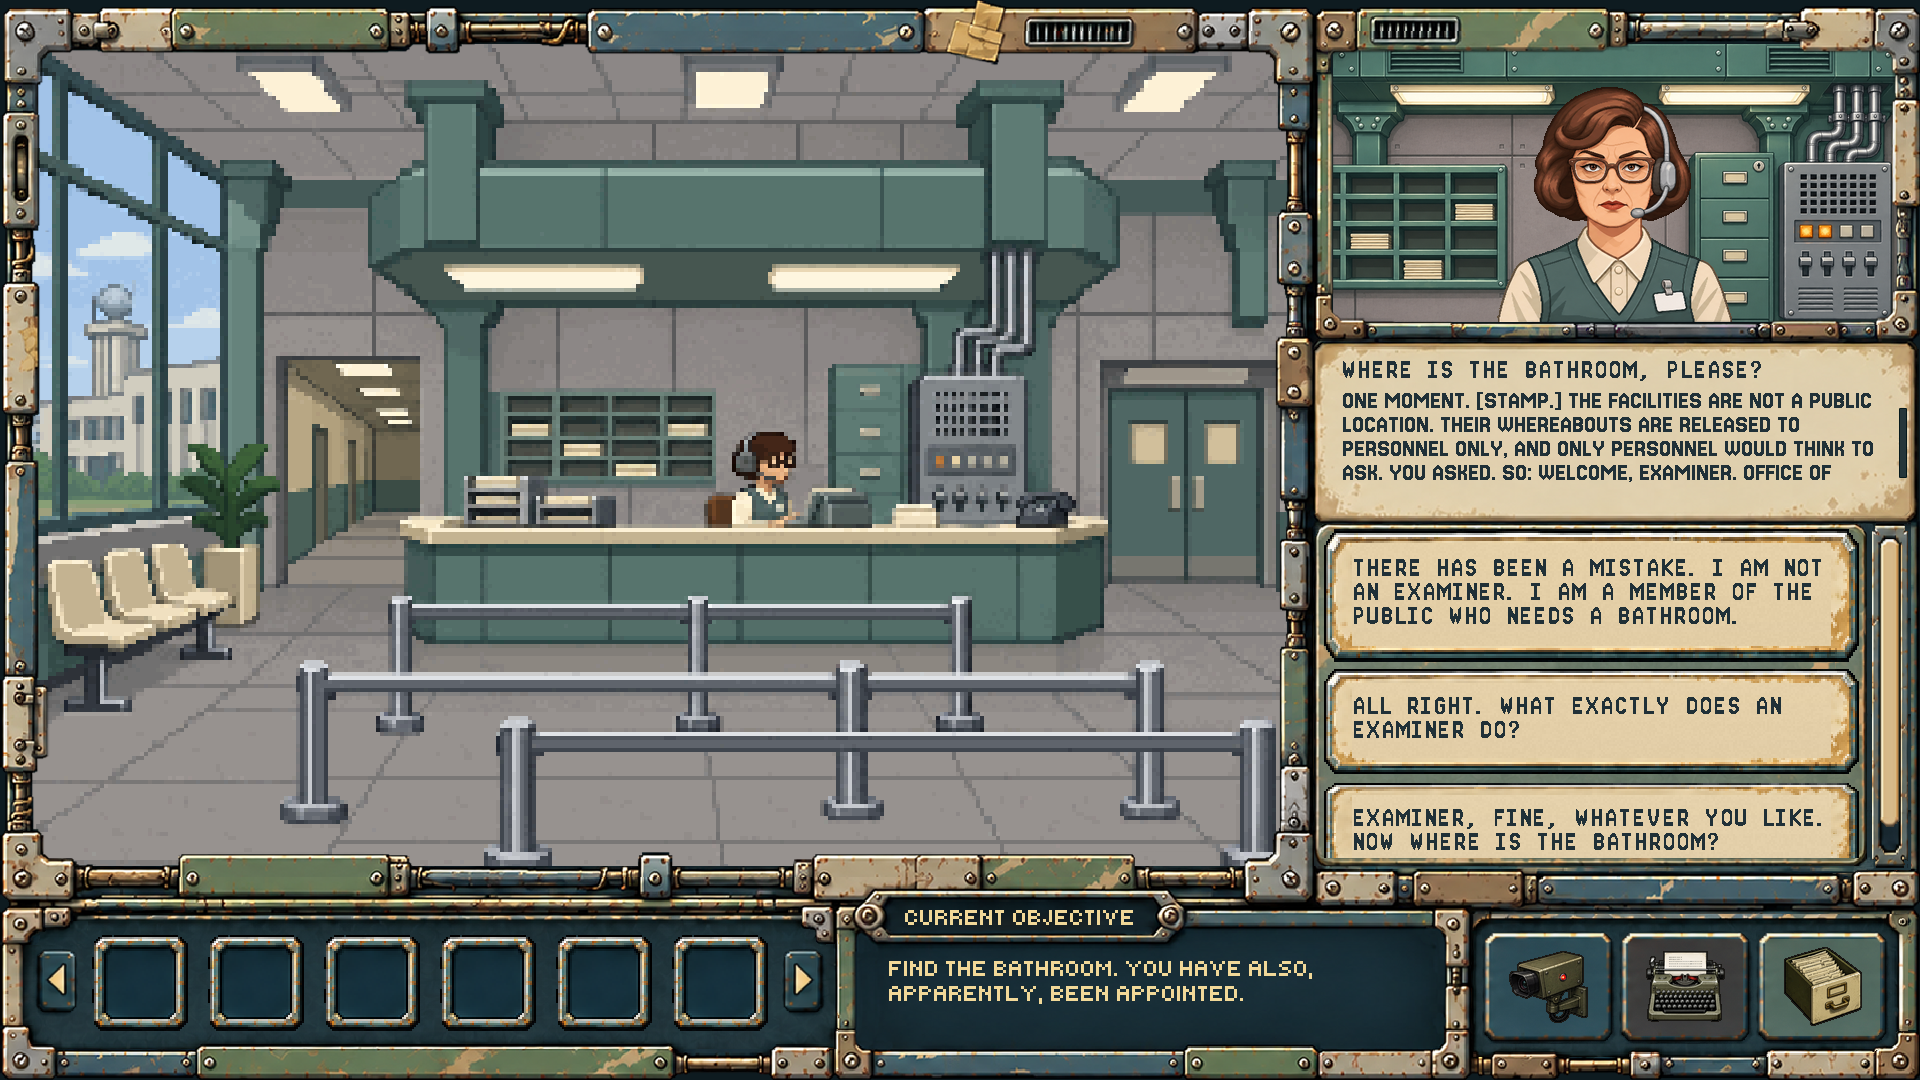 WHERE IS THE BATHROOM, PLEASE?
ONE MOMENT. [STAMP.] THE FACILITIES ARE NOT A PUBLIC
LOCATION. THEIR WHEREABOUTS ARE RELEASED TO
PERSONNEL ONLY, AND ONLY PERSONNEL WOULD THINK TO
ASK. YOU ASKED. SO: WELCOME, EXAMINER. OFFICE OF
THERE HAS BEEN A MISTAKE. I AM NOT
AN EXAMINER. I AM A MEMBER OF THE
PUBLIC WHO NEEDS A BATHROOM.
ALL RIGHT. WHAT EXACTLY DOES AN
EXAMINER DO?
EXAMINER, FINE, WHATEVER YOU LIKE.
NOW WHERE IS THE BATHROOM?
CURRENT OBJECTIVE
FIND THE BATHROOM. YOU HAVE ALSO,
APPARENTLY, BEEN APPOINTED.